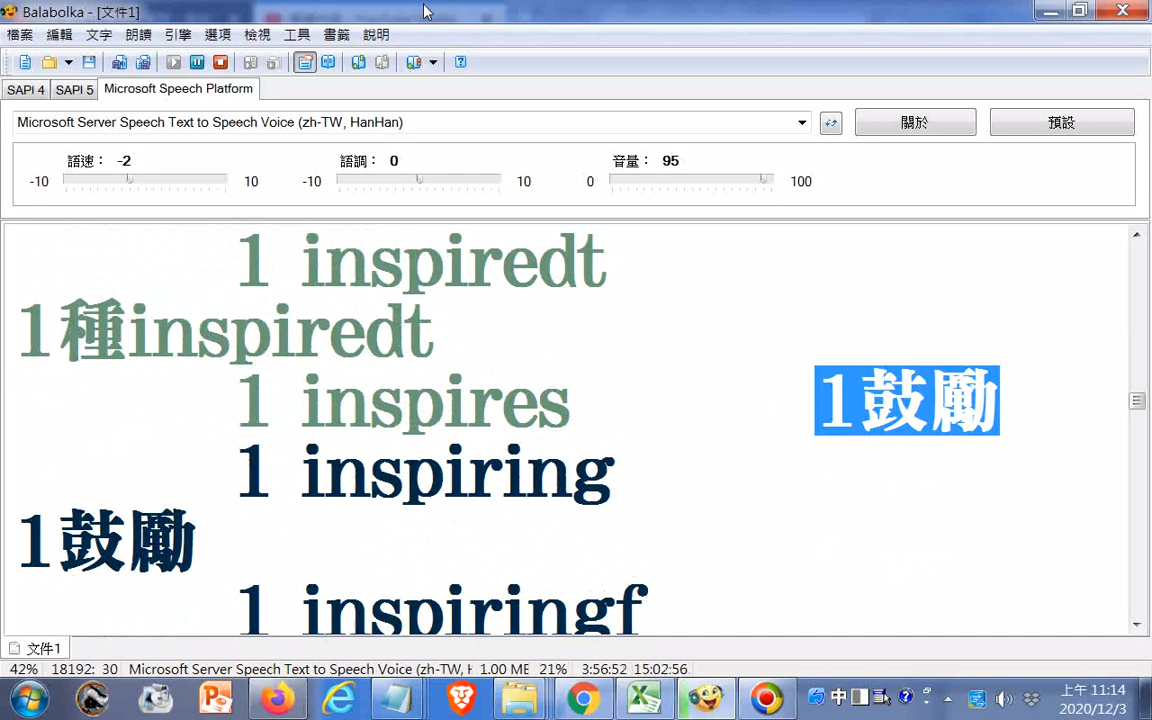 Balabolka - [文件1]
檔案 編輯 文字 朗讀 引擎 選項 檢視 工具 書籤 說明
SAPI 4 SAPI 5 Microsoft Speech Platform
Microsoft Server Speech Text to Speech Voice (zh-TW, HanHan) 關於 預設
語速： -2 語調： 0 音量： 95
-10 10 -10 10 0 100
1 inspiredt
1種inspiredt
1 inspires 1鼓勵
1 inspiring
1鼓勵
1 inspiringf
文件1
42% 18192: 30 Microsoft Server Speech Text to Speech Voice (zh-TW, H 1.00 ME 21% 3:56:52 15:02:56
中 上午 11:14
2020/12/3